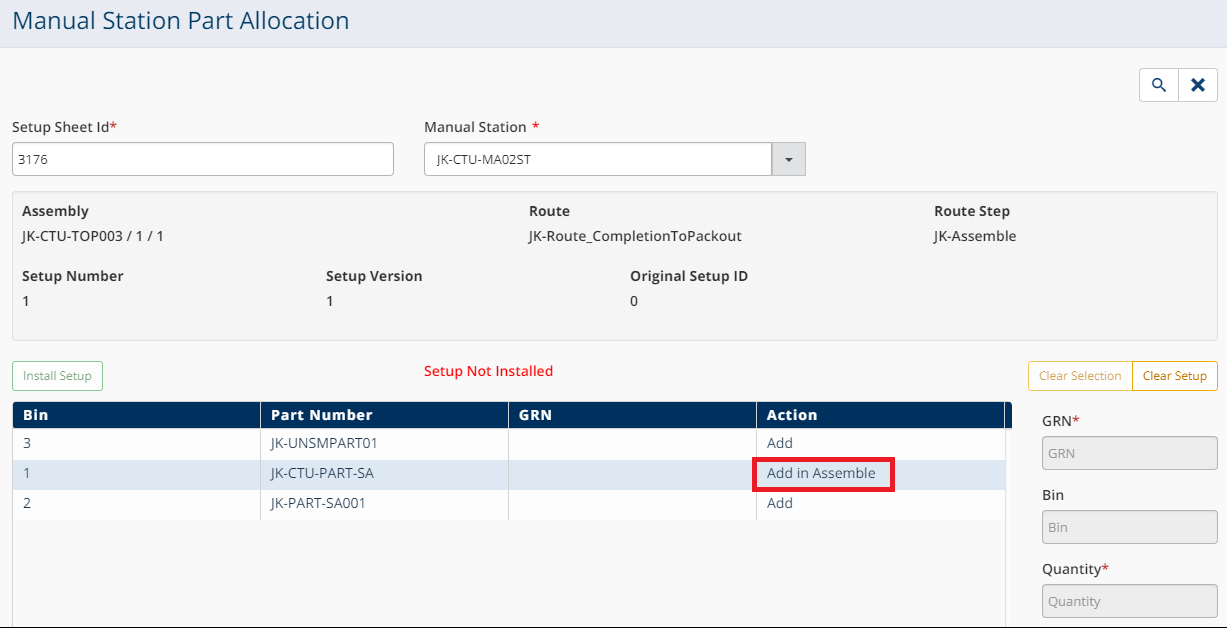 Manual Station Part Allocation
Setup Sheet Id* Manual Station *
3176 JK-CTU-MA02ST
Assembly Route Route Step
JK-CTU-TOP003 / 1 / 1 JK-Route_CompletionToPackout JK-Assemble
Setup Number Setup Version Original Setup ID
1 1 0
Install Setup Setup Not Installed Clear Selection Clear Setup
Bin Part Number GRN Action
3 JK-UNSMPART01 Add
1 JK-CTU-PART-SA Add in Assemble
2 JK-PART-SA001 Add
GRN*
GRN
Bin
Bin
Quantity*
Quantity